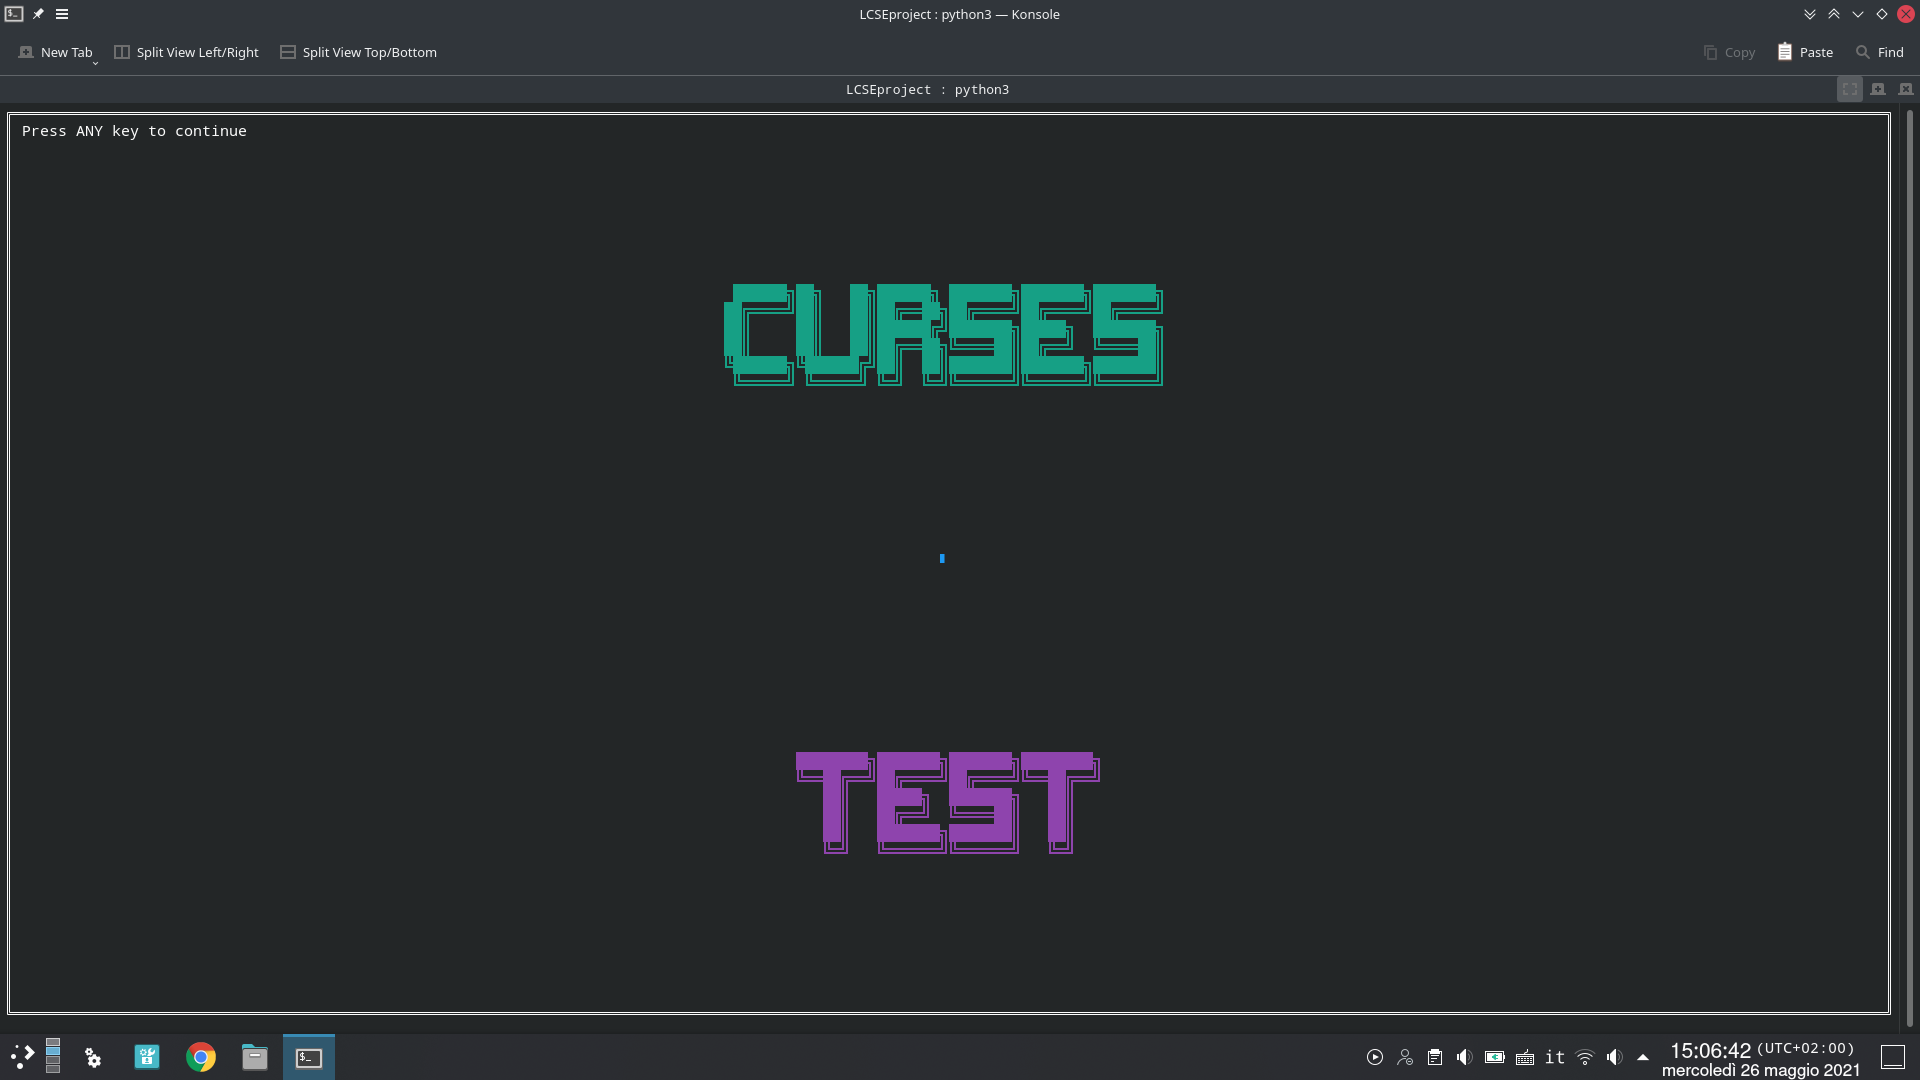 LCSEproject : python3 — Konsole
New Tab Split View Left/Right Split View Top/Bottom Copy Paste Find
LCSEproject : python3
Press ANY key to continue
CURSES
TEST
it 15:06:42 (UTC+02:00)
mercoledì 26 maggio 2021